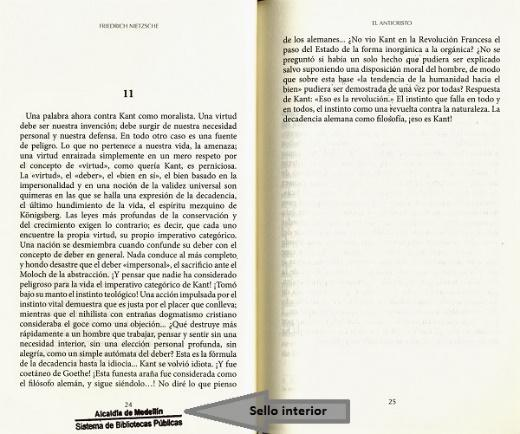 FRIEDRICH NIETZSCHE
11
Una palabra ahora contra Kant como moralista. Una virtud
debe ser nuestra invención; debe surgir de nuestra necesidad
personal y nuestra defensa. En todo otro caso es una fuente
de peligro. Lo que no pertenece a nuestra vida, la amenaza;
una virtud enraizada simplemente en un mero respeto por
el concepto de «virtud», como quería Kant, es perniciosa.
La «virtud», el «deber», el «bien en sí», el bien basado en la
impersonalidad y en una noción de la validez universal son
quimeras en las que se halla una expresión de la decadencia,
el último hundimiento de la vida, el espíritu mezquino de
Königsberg. Las leyes más profundas de la conservación y
del crecimiento exigen lo contrario; es decir, que cada uno
encuentre la propia virtud, su propio imperativo categórico.
Una nación se desmiembra cuando confunde su deber con el
concepto de deber en general. Nada conduce al más completo
y hondo desastre que el deber «impersonal», el sacrificio ante el
Moloch de la abstracción. ¡Y pensar que nadie ha considerado
peligroso para la vida el imperativo categórico de Kant! ¡Tomó
bajo su manto el instinto teológico! Una acción impulsada por el
instinto vital demuestra que es justa por el placer que conlleva;
mientras que el nihilista con entrañas dogmatismo cristiano
consideraba el goce como una objeción... ¿Qué destruye más
rápidamente a un hombre que trabajar, pensar y sentir sin una
necesidad interior, sin una elección personal profunda, sin
alegría, como un simple autómata del deber? Esta es la fórmula
de la decadencia hasta la idiocia... Kant se volvió idiota. ¡Y fue
coetáneo de Goethe! ¡Esta funesta araña fue considerada como
el filósofo alemán, y sigue siéndolo...! No diré lo que pienso
24
Alcaldía de Medellín
Sistema de Bibliotecas Públicas
Sello interior
EL ANTICRISTO
de los alemanes... ¿No vio Kant en la Revolución Francesa el
paso del Estado de la forma inorgánica a la orgánica? ¿No se
preguntó si había un solo hecho que pudiera ser explicado
salvo suponiendo una disposición moral del hombre, de modo
que sobre esta base «la tendencia de la humanidad hacia el
bien» pudiera ser demostrada de una vez por todas? Respuesta
de Kant: «Eso es la revolución.» El instinto que falla en todo y
en todos, el instinto como una revuelta contra la naturaleza. La
decadencia alemana como filosofía, ¡eso es Kant!
25